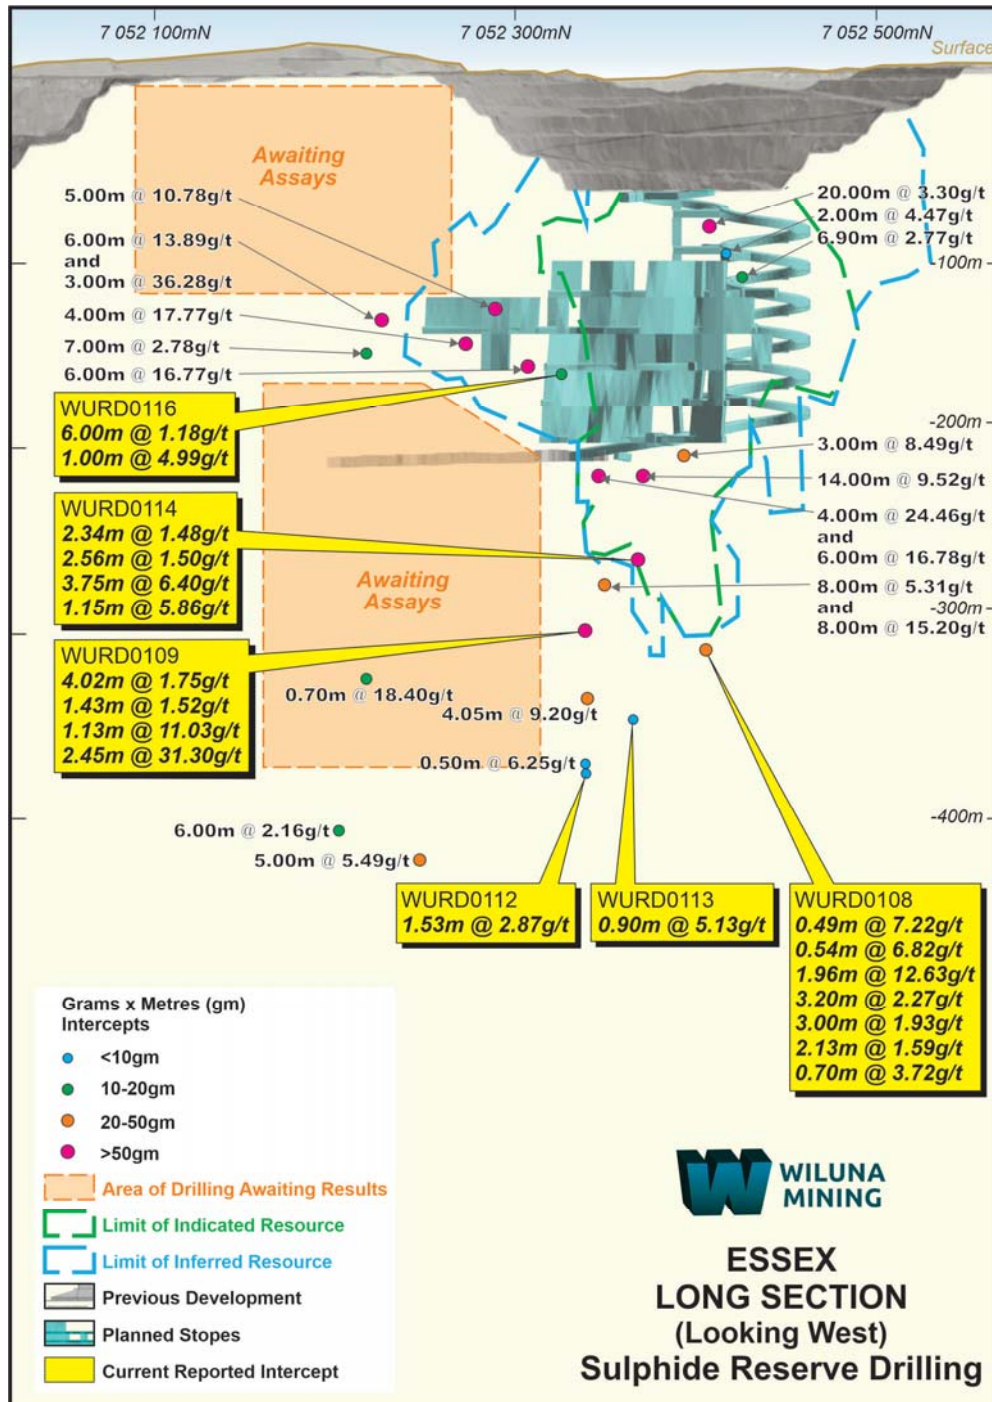 7 052 100mN
7 052 300mN
7 052 500mN
Surface
Awaiting
Assays
5.00m @ 10.78g/t
6.00m @ 13.89g/t
and
3.00m @ 36.28g/t
4.00m @ 17.77g/t
7.00m @ 2.78g/t
6.00m @ 16.77g/t
20.00m @ 3.30g/t
2.00m @ 4.47g/t
6.90m @ 2.77g/t
-100m
WURD0116
6.00m @ 1.18g/t
1.00m @ 4.99g/t
-200m
3.00m @ 8.49g/t
14.00m @ 9.52g/t
4.00m @ 24.46g/t
and
6.00m @ 16.78g/t
WURD0114
2.34m @ 1.48g/t
2.56m @ 1.50g/t
3.75m @ 6.40g/t
1.15m @ 5.86g/t
Awaiting
Assays
8.00m @ 5.31g/t
and
8.00m @ 15.20g/t
-300m
WURD0109
4.02m @ 1.75g/t
1.43m @ 1.52g/t
1.13m @ 11.03g/t
2.45m @ 31.30g/t
0.70m @ 18.40g/t
4.05m @ 9.20g/t
0.50m @ 6.25g/t
-400m
6.00m @ 2.16g/t
5.00m @ 5.49g/t
WURD0112
1.53m @ 2.87g/t
WURD0113
0.90m @ 5.13g/t
WURD0108
0.49m @ 7.22g/t
0.54m @ 6.82g/t
1.96m @ 12.63g/t
3.20m @ 2.27g/t
3.00m @ 1.93g/t
2.13m @ 1.59g/t
0.70m @ 3.72g/t
Grams x Metres (gm)
Intercepts
<10gm
10-20gm
20-50gm
>50gm
Area of Drilling Awaiting Results
Limit of Indicated Resource
Limit of Inferred Resource
Previous Development
Planned Stopes
Current Reported Intercept
W WILUNA
MINING
ESSEX
LONG SECTION
(Looking West)
Sulphide Reserve Drilling